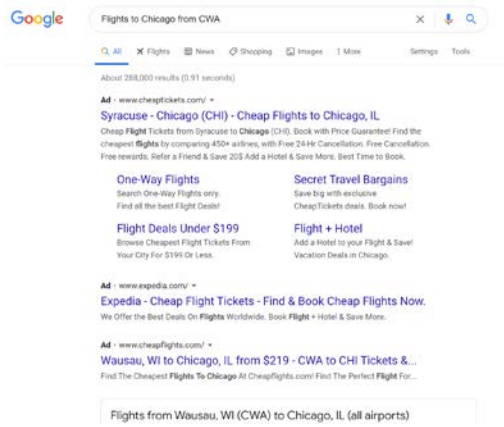 Google
Flights to Chicago from CWA
All Flights News Shopping Images More Settings Tools
About 288,000 results (0.91 seconds)
Ad · www.cheaptickets.com/
Syracuse - Chicago (CHI) - Cheap Flights to Chicago, IL
Cheap Flight Tickets from Syracuse to Chicago (CHI). Book with Price Guarantee! Find the
cheapest flights by comparing 450+ airlines, with Free 24-Hr Cancellation. Free Cancellation.
Free rewards. Refer a Friend & Save 20$ Add a Hotel & Save More. Best Time to Book.
One-Way Flights
Search One-Way Flights only.
Find all the best Flight Deals!
Secret Travel Bargains
Save big with exclusive
CheapTickets deals. Book now!
Flight Deals Under $199
Browse Cheapest Flight Tickets From
Your City For $199 Or Less.
Flight + Hotel
Add a Hotel to your Flight & Save!
Vacation Deals in Chicago.
Ad · www.expedia.com/
Expedia - Cheap Flight Tickets - Find & Book Cheap Flights Now.
We Offer the Best Deals On Flights Worldwide. Book Flight + Hotel & Save More.
Ad · www.cheapflights.com/
Wausau, WI to Chicago, IL from $219 - CWA to CHI Tickets &...
Find The Cheapest Flights To Chicago At Cheapflights.com! Find The Perfect Flight For...
Flights from Wausau, WI (CWA) to Chicago, IL (all airports)